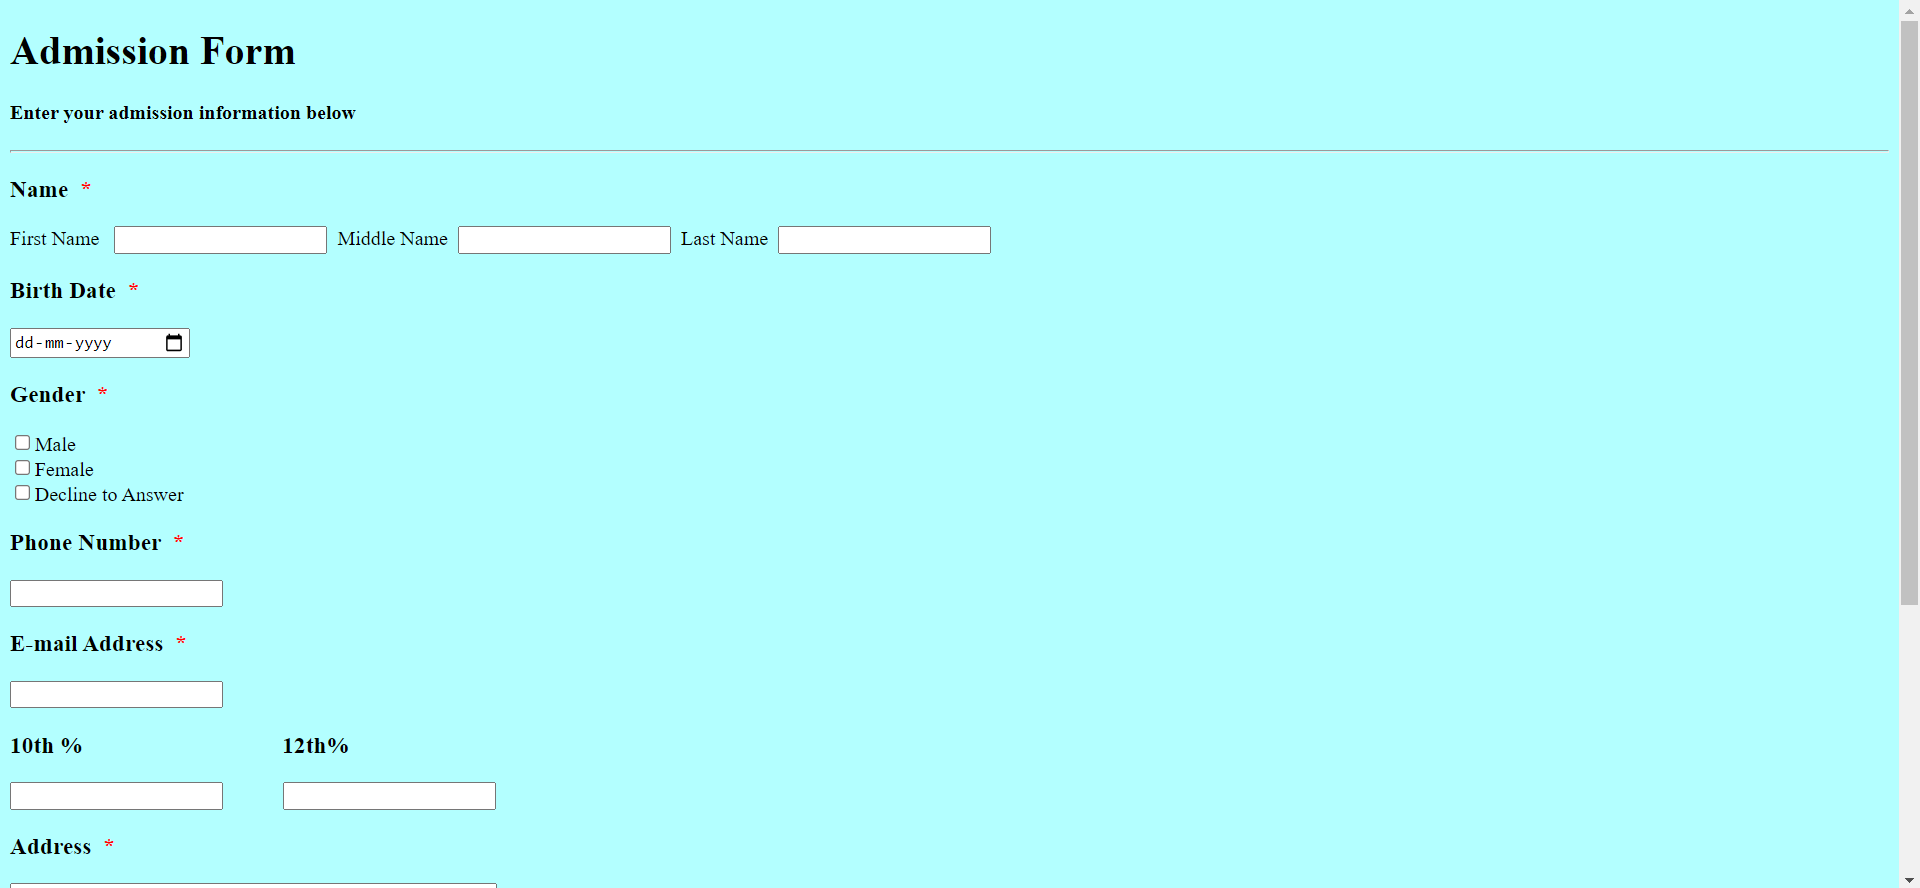 Admission Form
Enter your admission information below
Name *
First Name Middle Name Last Name
Birth Date *
dd-mm-yyyy
Gender *
Male
Female
Decline to Answer
Phone Number *
E-mail Address *
10th % 12th%
Address *